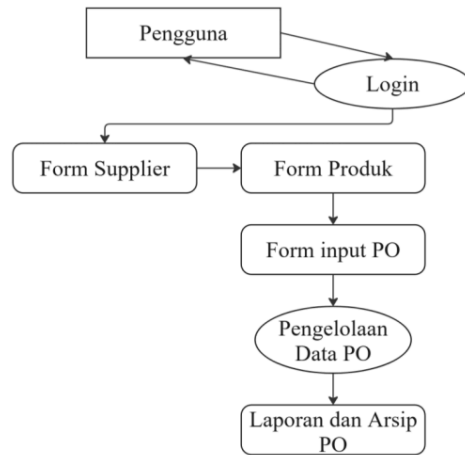 Pengguna
Login
Form Supplier
Form Produk
Form input PO
Pengelolaan
Data PO
Laporan dan Arsip
PO